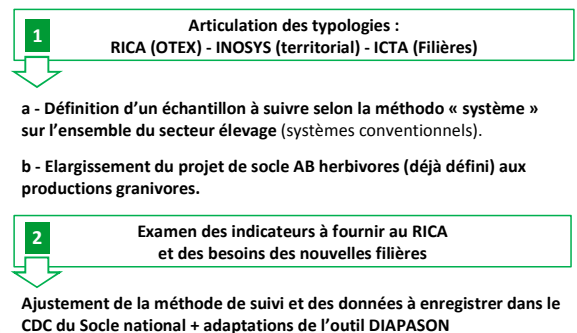 1
Articulation des typologies :
RICA (OTEX) - INOSYS (territorial) - ICTA (Filières)
a - Définition d’un échantillon à suivre selon la méthodo « système »
sur l’ensemble du secteur élevage (systèmes conventionnels).
b - Elargissement du projet de socle AB herbivores (déjà défini) aux
productions granivores.
2
Examen des indicateurs à fournir au RICA
et des besoins des nouvelles filières
Ajustement de la méthode de suivi et des données à enregistrer dans le
CDC du Socle national + adaptations de l’outil DIAPASON